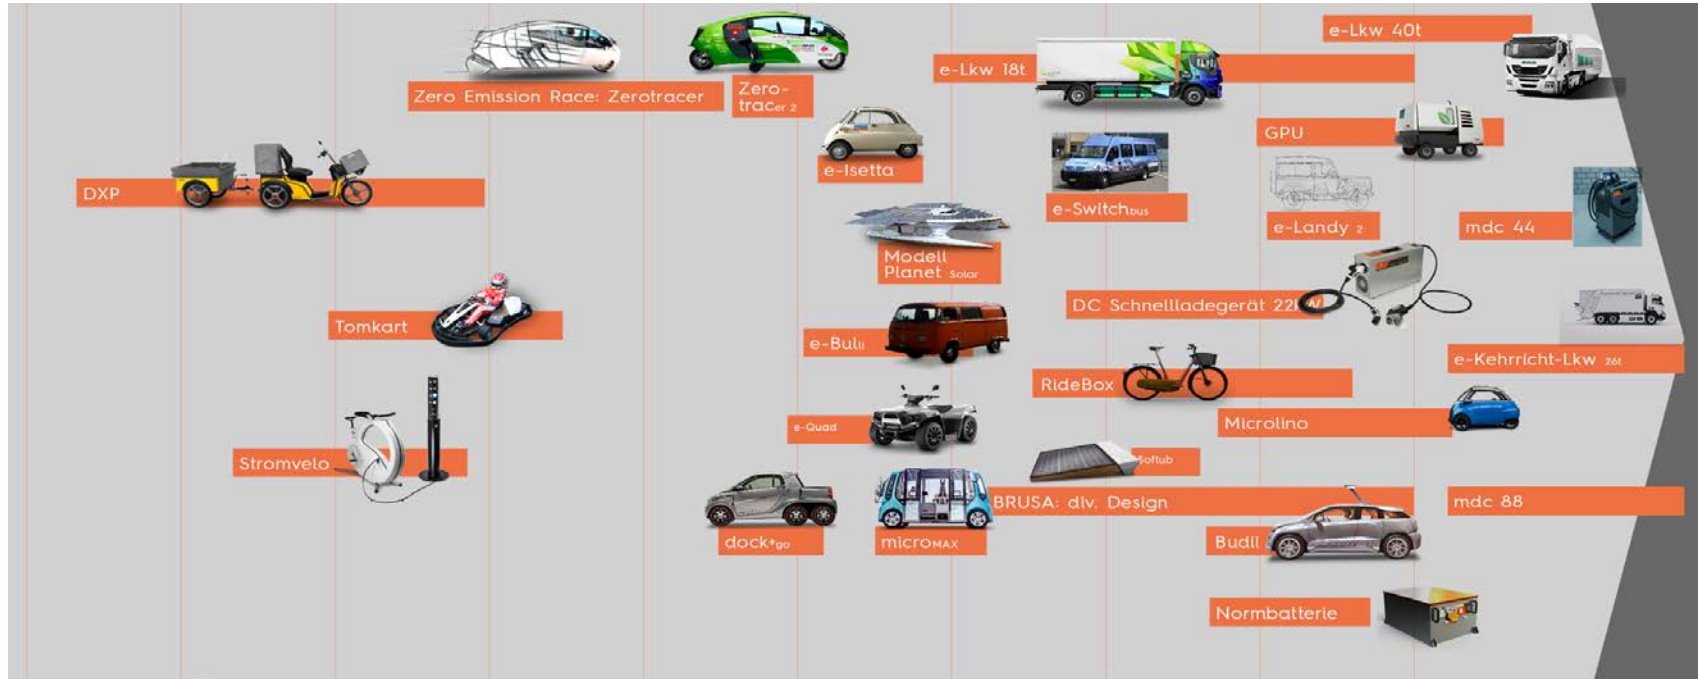 e-Lkw 40t
e-Lkw 18t
Zero Emission Race: Zerotracer
Zero-
tracer 2
GPU
e-Isetta
DXP
e-Switchbus
e-Landy 2
mdc 44
Modell
Planet Solar
DC Schnellladegerät 22kW
Tomkart
e-Bulli
e-Kehrricht-Lkw 26t
RideBox
Microlino
e-Quad
Stromvelo
Softub
BRUSA: div. Design
mdc 88
dock+go
microMAX
BudII
Normbatterie